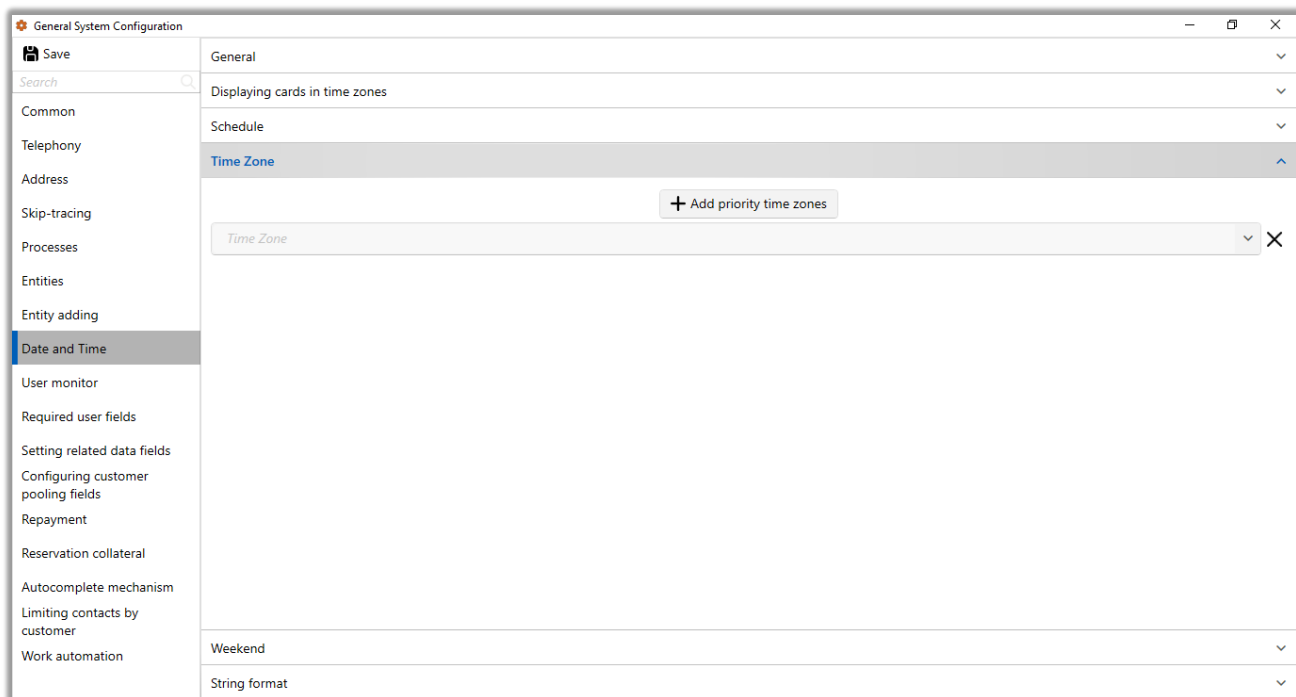 General System Configuration
Save
Search
Common
Telephony
Address
Skip-tracing
Processes
Entities
Entity adding
Date and Time
User monitor
Required user fields
Setting related data fields
Configuring customer
pooling fields
Repayment
Reservation collateral
Autocomplete mechanism
Limiting contacts by
customer
Work automation
General
Displaying cards in time zones
Schedule
Time Zone
Add priority time zones
Time Zone
Weekend
String format